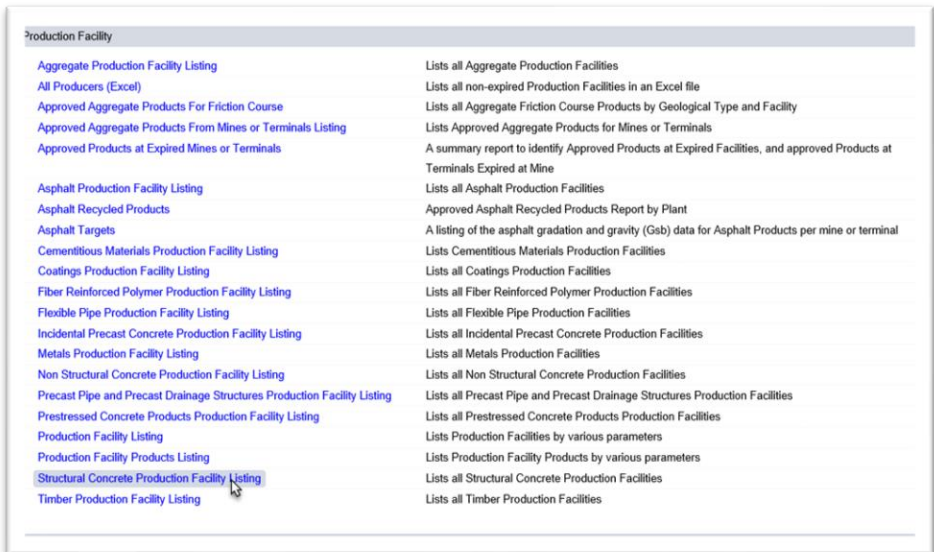 Production Facility
Aggregate Production Facility Listing Lists all Aggregate Production Facilities
All Producers (Excel) Lists all non-expired Production Facilities in an Excel file
Approved Aggregate Products For Friction Course Lists all Aggregate Friction Course Products by Geological Type and Facility
Approved Aggregate Products From Mines or Terminals Listing Lists Approved Aggregate Products for Mines or Terminals
Approved Products at Expired Mines or Terminals A summary report to identify Approved Products at Expired Facilities, and approved Products at
Terminals Expired at Mine
Asphalt Production Facility Listing Lists all Asphalt Production Facilities
Asphalt Recycled Products Approved Asphalt Recycled Products Report by Plant
Asphalt Targets A listing of the asphalt gradation and gravity (Gsb) data for Asphalt Products per mine or terminal
Cementitious Materials Production Facility Listing Lists Cementitious Materials Production Facilities
Coatings Production Facility Listing Lists all Coatings Production Facilities
Fiber Reinforced Polymer Production Facility Listing Lists all Fiber Reinforced Polymer Production Facilities
Flexible Pipe Production Facility Listing Lists all Flexible Pipe Production Facilities
Incidental Precast Concrete Production Facility Listing Lists all Incidental Precast Concrete Production Facilities
Metals Production Facility Listing Lists all Metals Production Facilities
Non Structural Concrete Production Facility Listing Lists all Non Structural Concrete Production Facilities
Precast Pipe and Precast Drainage Structures Production Facility Listing Lists all Precast Pipe and Precast Drainage Structures Production Facilities
Prestressed Concrete Products Production Facility Listing Lists all Prestressed Concrete Products Production Facilities
Production Facility Listing Lists Production Facilities by various parameters
Production Facility Products Listing Lists Production Facility Products by various parameters
Structural Concrete Production Facility Listing Lists all Structural Concrete Production Facilities
Timber Production Facility Listing Lists all Timber Production Facilities